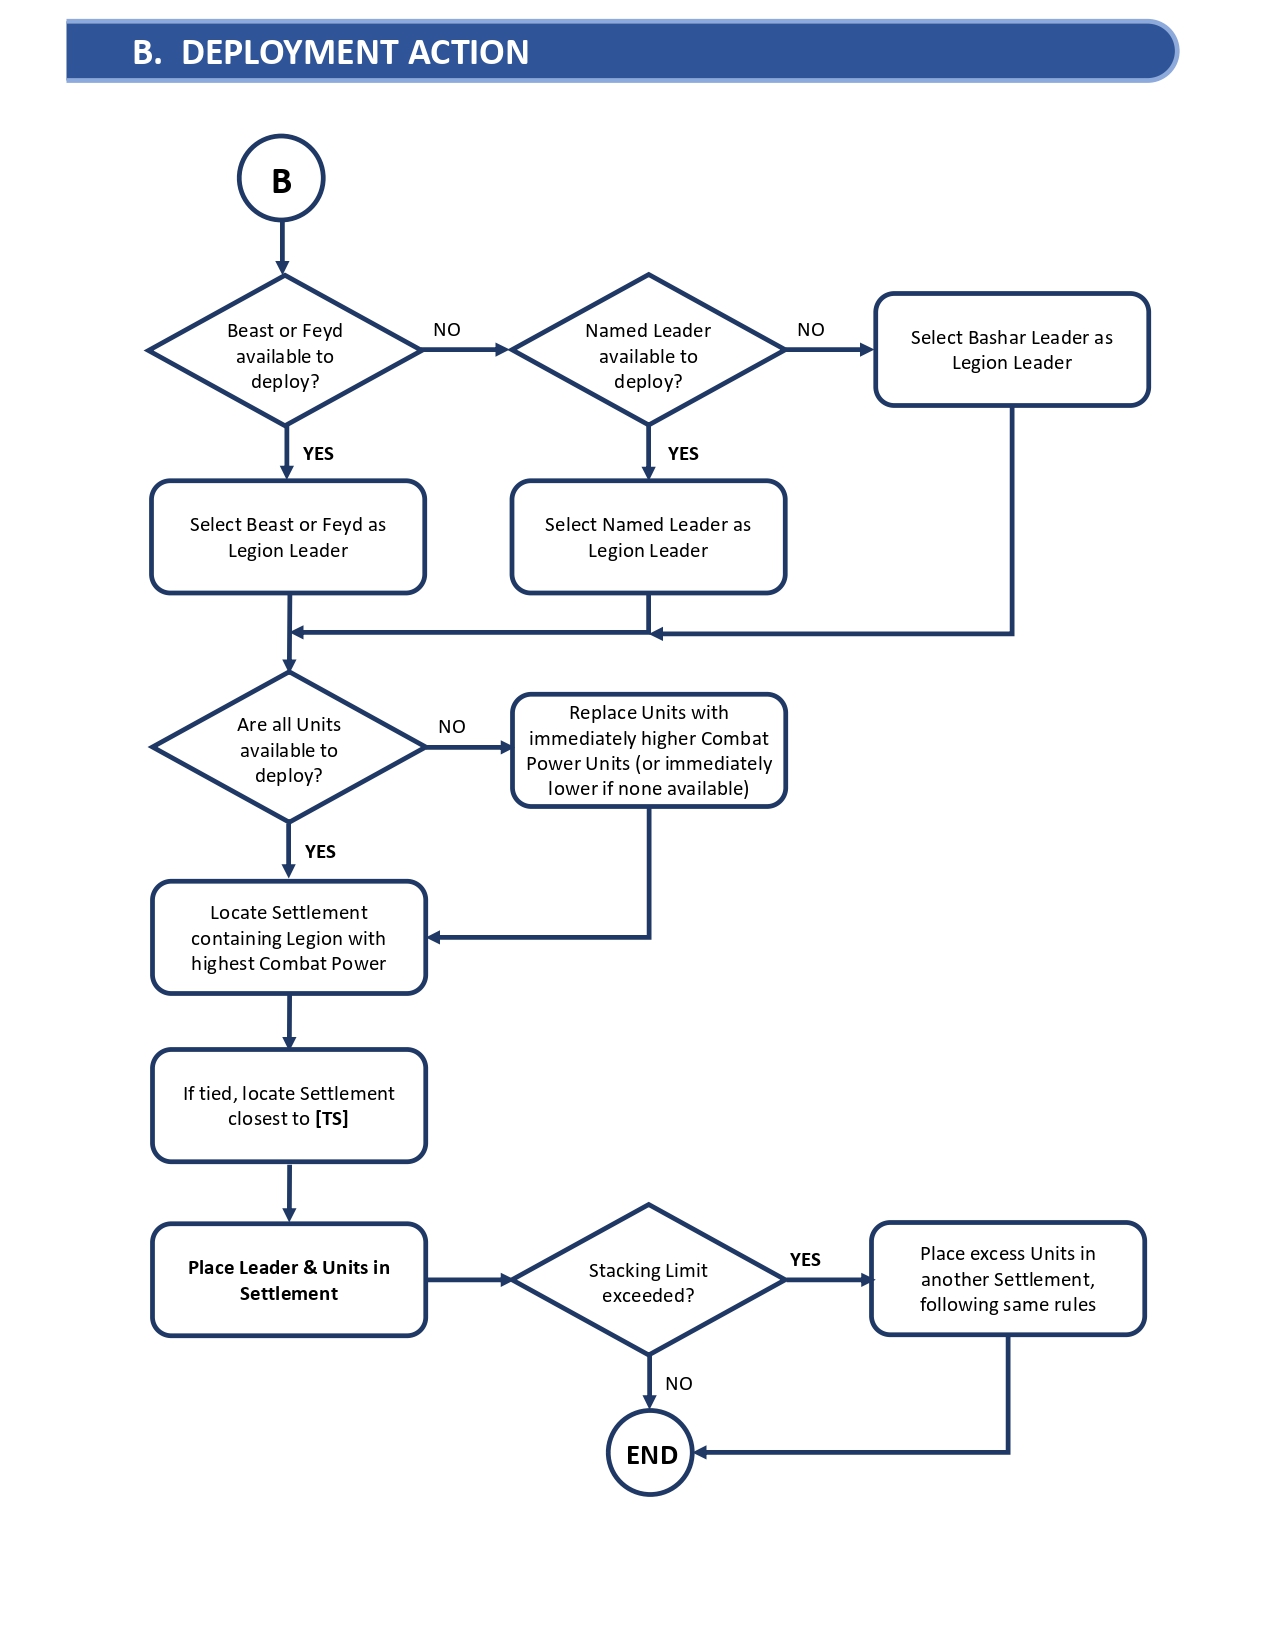 B. DEPLOYMENT ACTION
B
Beast or Feyd
available to
deploy?
NO
Named Leader
available to
deploy?
NO
Select Bashar Leader as
Legion Leader
YES
YES
Select Beast or Feyd as
Legion Leader
Select Named Leader as
Legion Leader
Are all Units
available to
deploy?
NO
Replace Units with
immediately higher Combat
Power Units (or immediately
lower if none available)
YES
Locate Settlement
containing Legion with
highest Combat Power
If tied, locate Settlement
closest to [TS]
Place Leader & Units in
Settlement
Stacking Limit
exceeded?
YES
Place excess Units in
another Settlement,
following same rules
NO
END